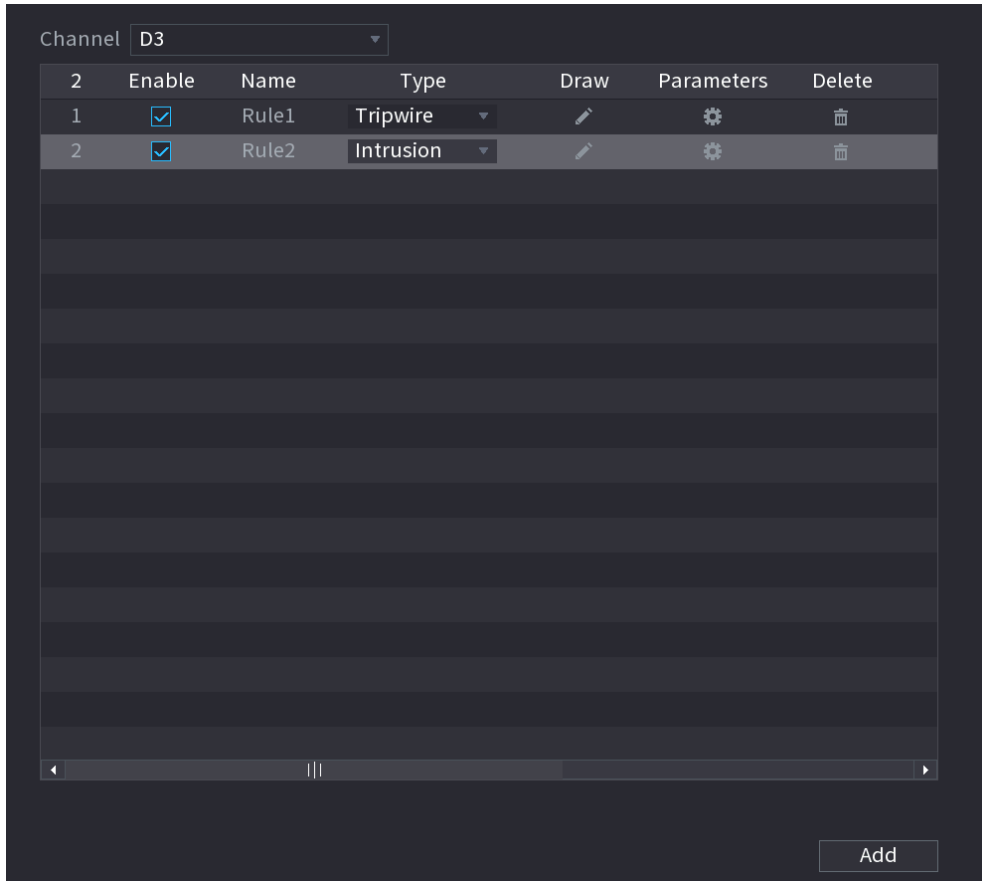 Channel D3
2 Enable Name Type Draw Parameters Delete
1 Rule1 Tripwire
2 Rule2 Intrusion
Add